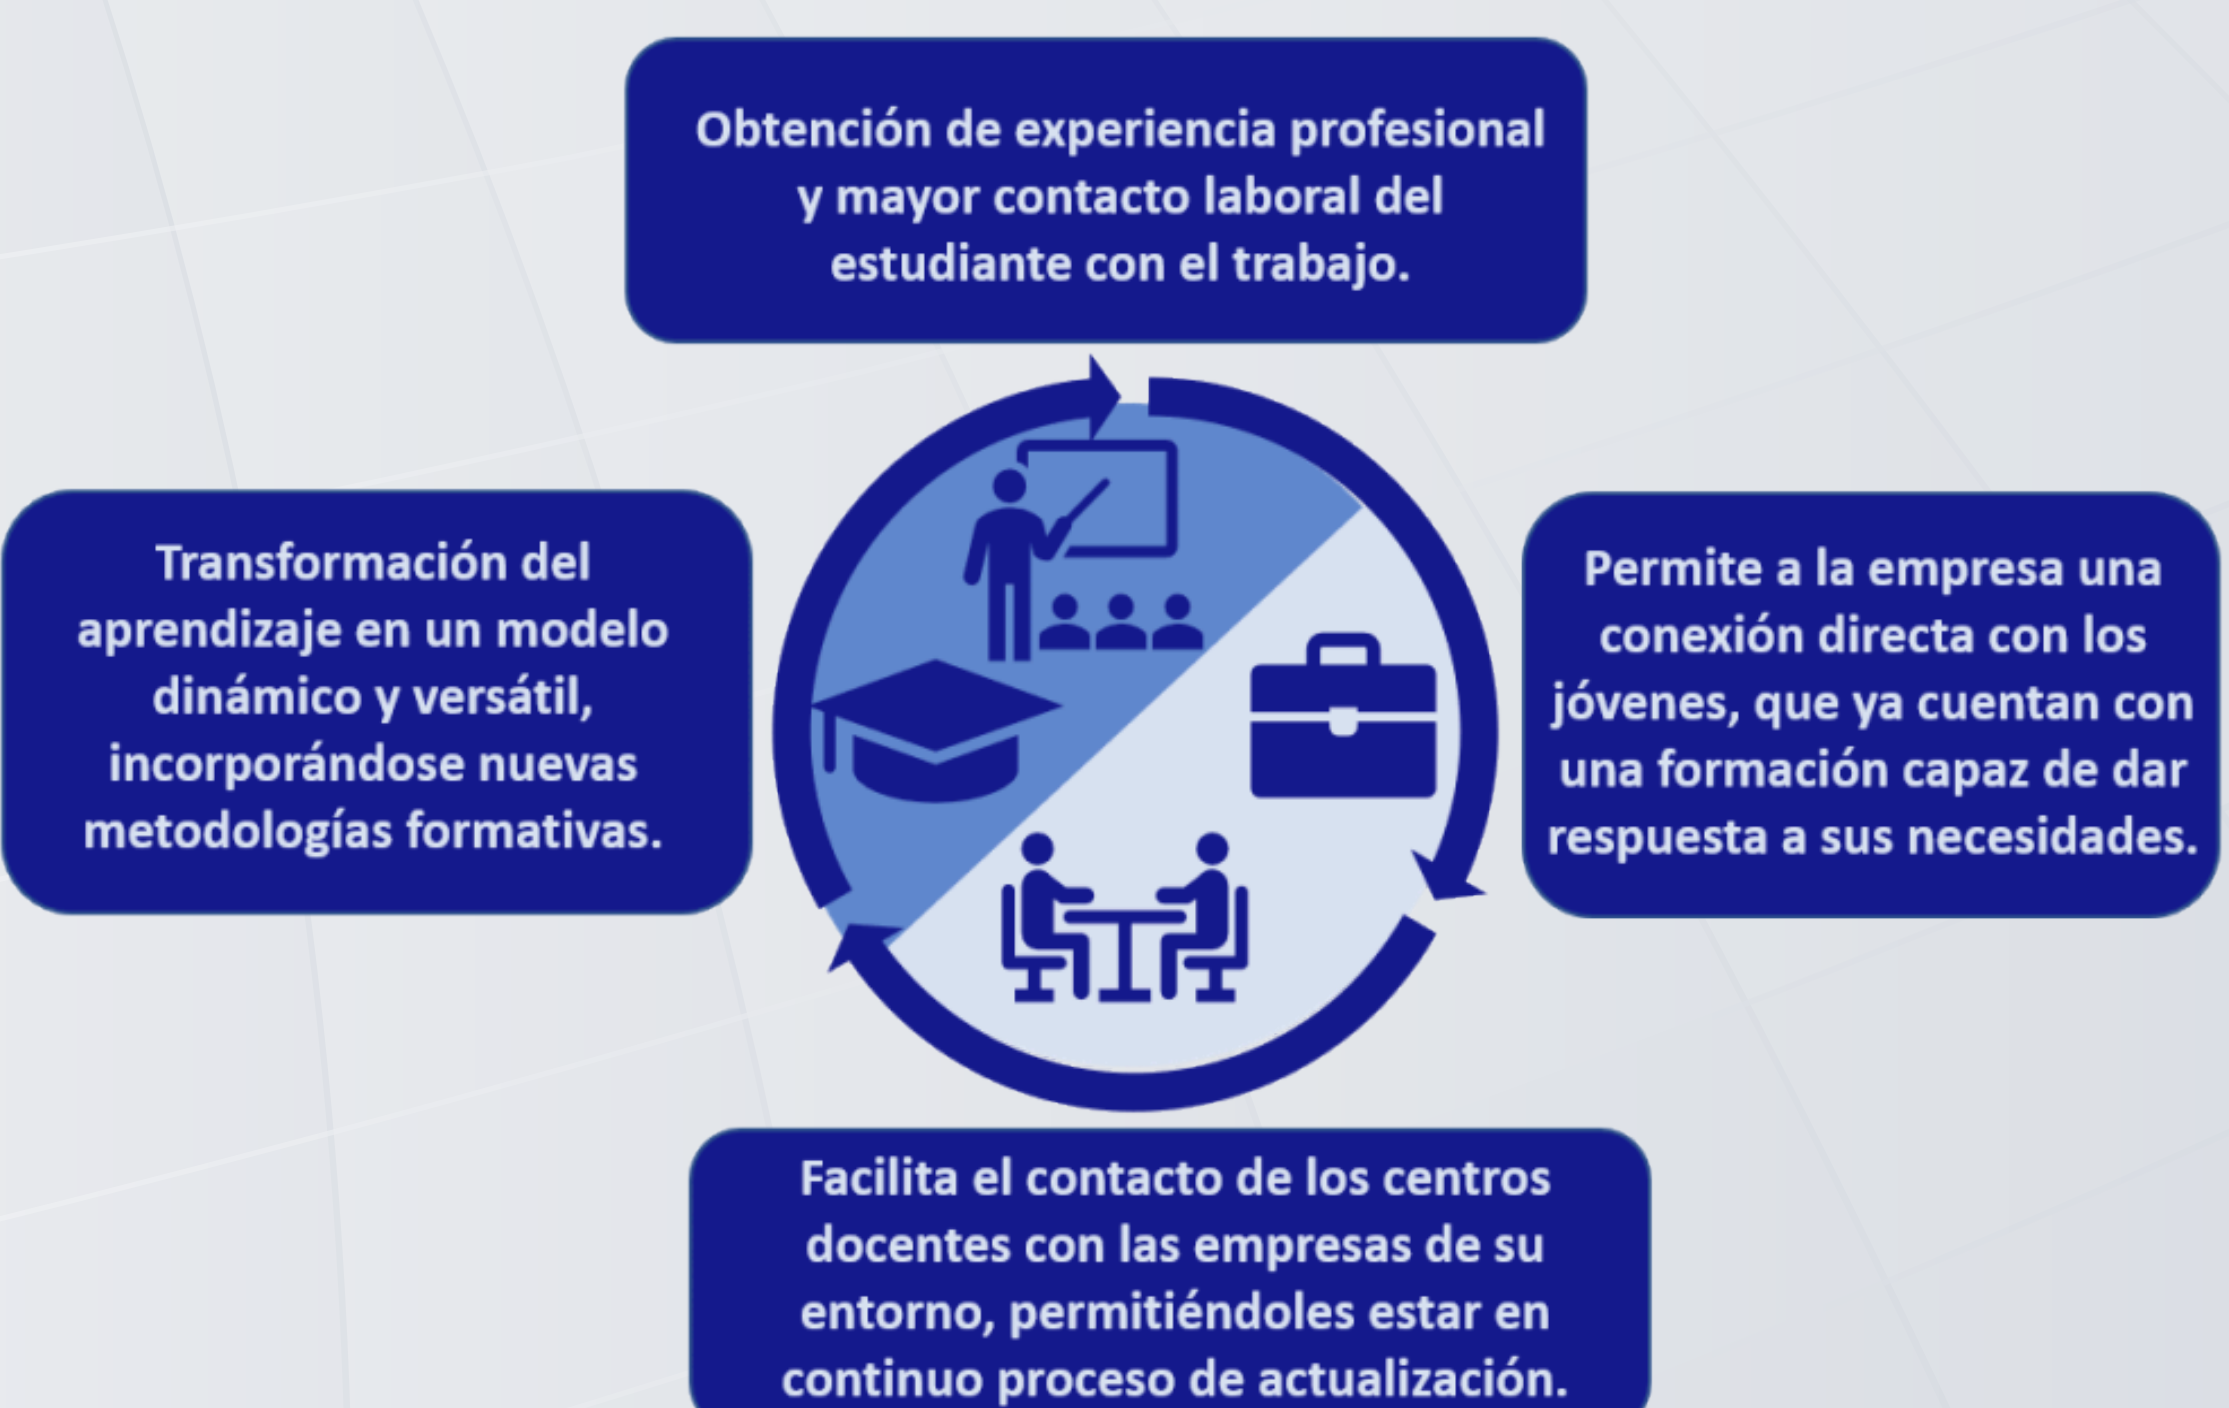 Obtención de experiencia profesional
y mayor contacto laboral del
estudiante con el trabajo.
Transformación del
aprendizaje en un modelo
dinámico y versátil,
incorporándose nuevas
metodologías formativas.
Permite a la empresa una
conexión directa con los
jóvenes, que ya cuentan con
una formación capaz de dar
respuesta a sus necesidades.
Facilita el contacto de los centros
docentes con las empresas de su
entorno, permitiéndoles estar en
continuo proceso de actualización.